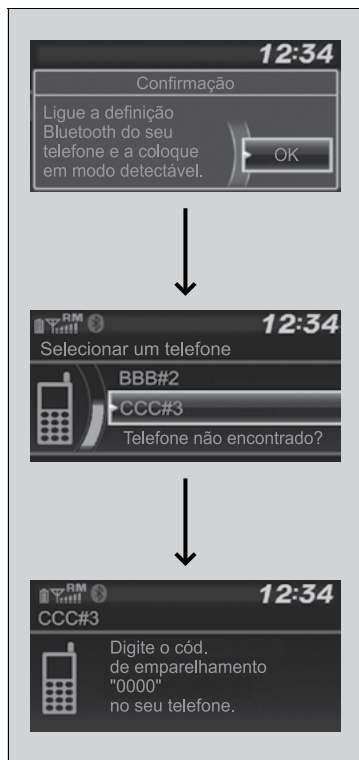 12:34
Confirmação
Ligue a definição
Bluetooth do seu
telefone e a coloque
em modo detectável.
OK
RM
12:34
Selecionar um telefone
BBB#2
CCC#3
Telefone não encontrado?
RM
12:34
CCC#3
Digite o cód.
de emparelhamento
"0000"
no seu telefone.